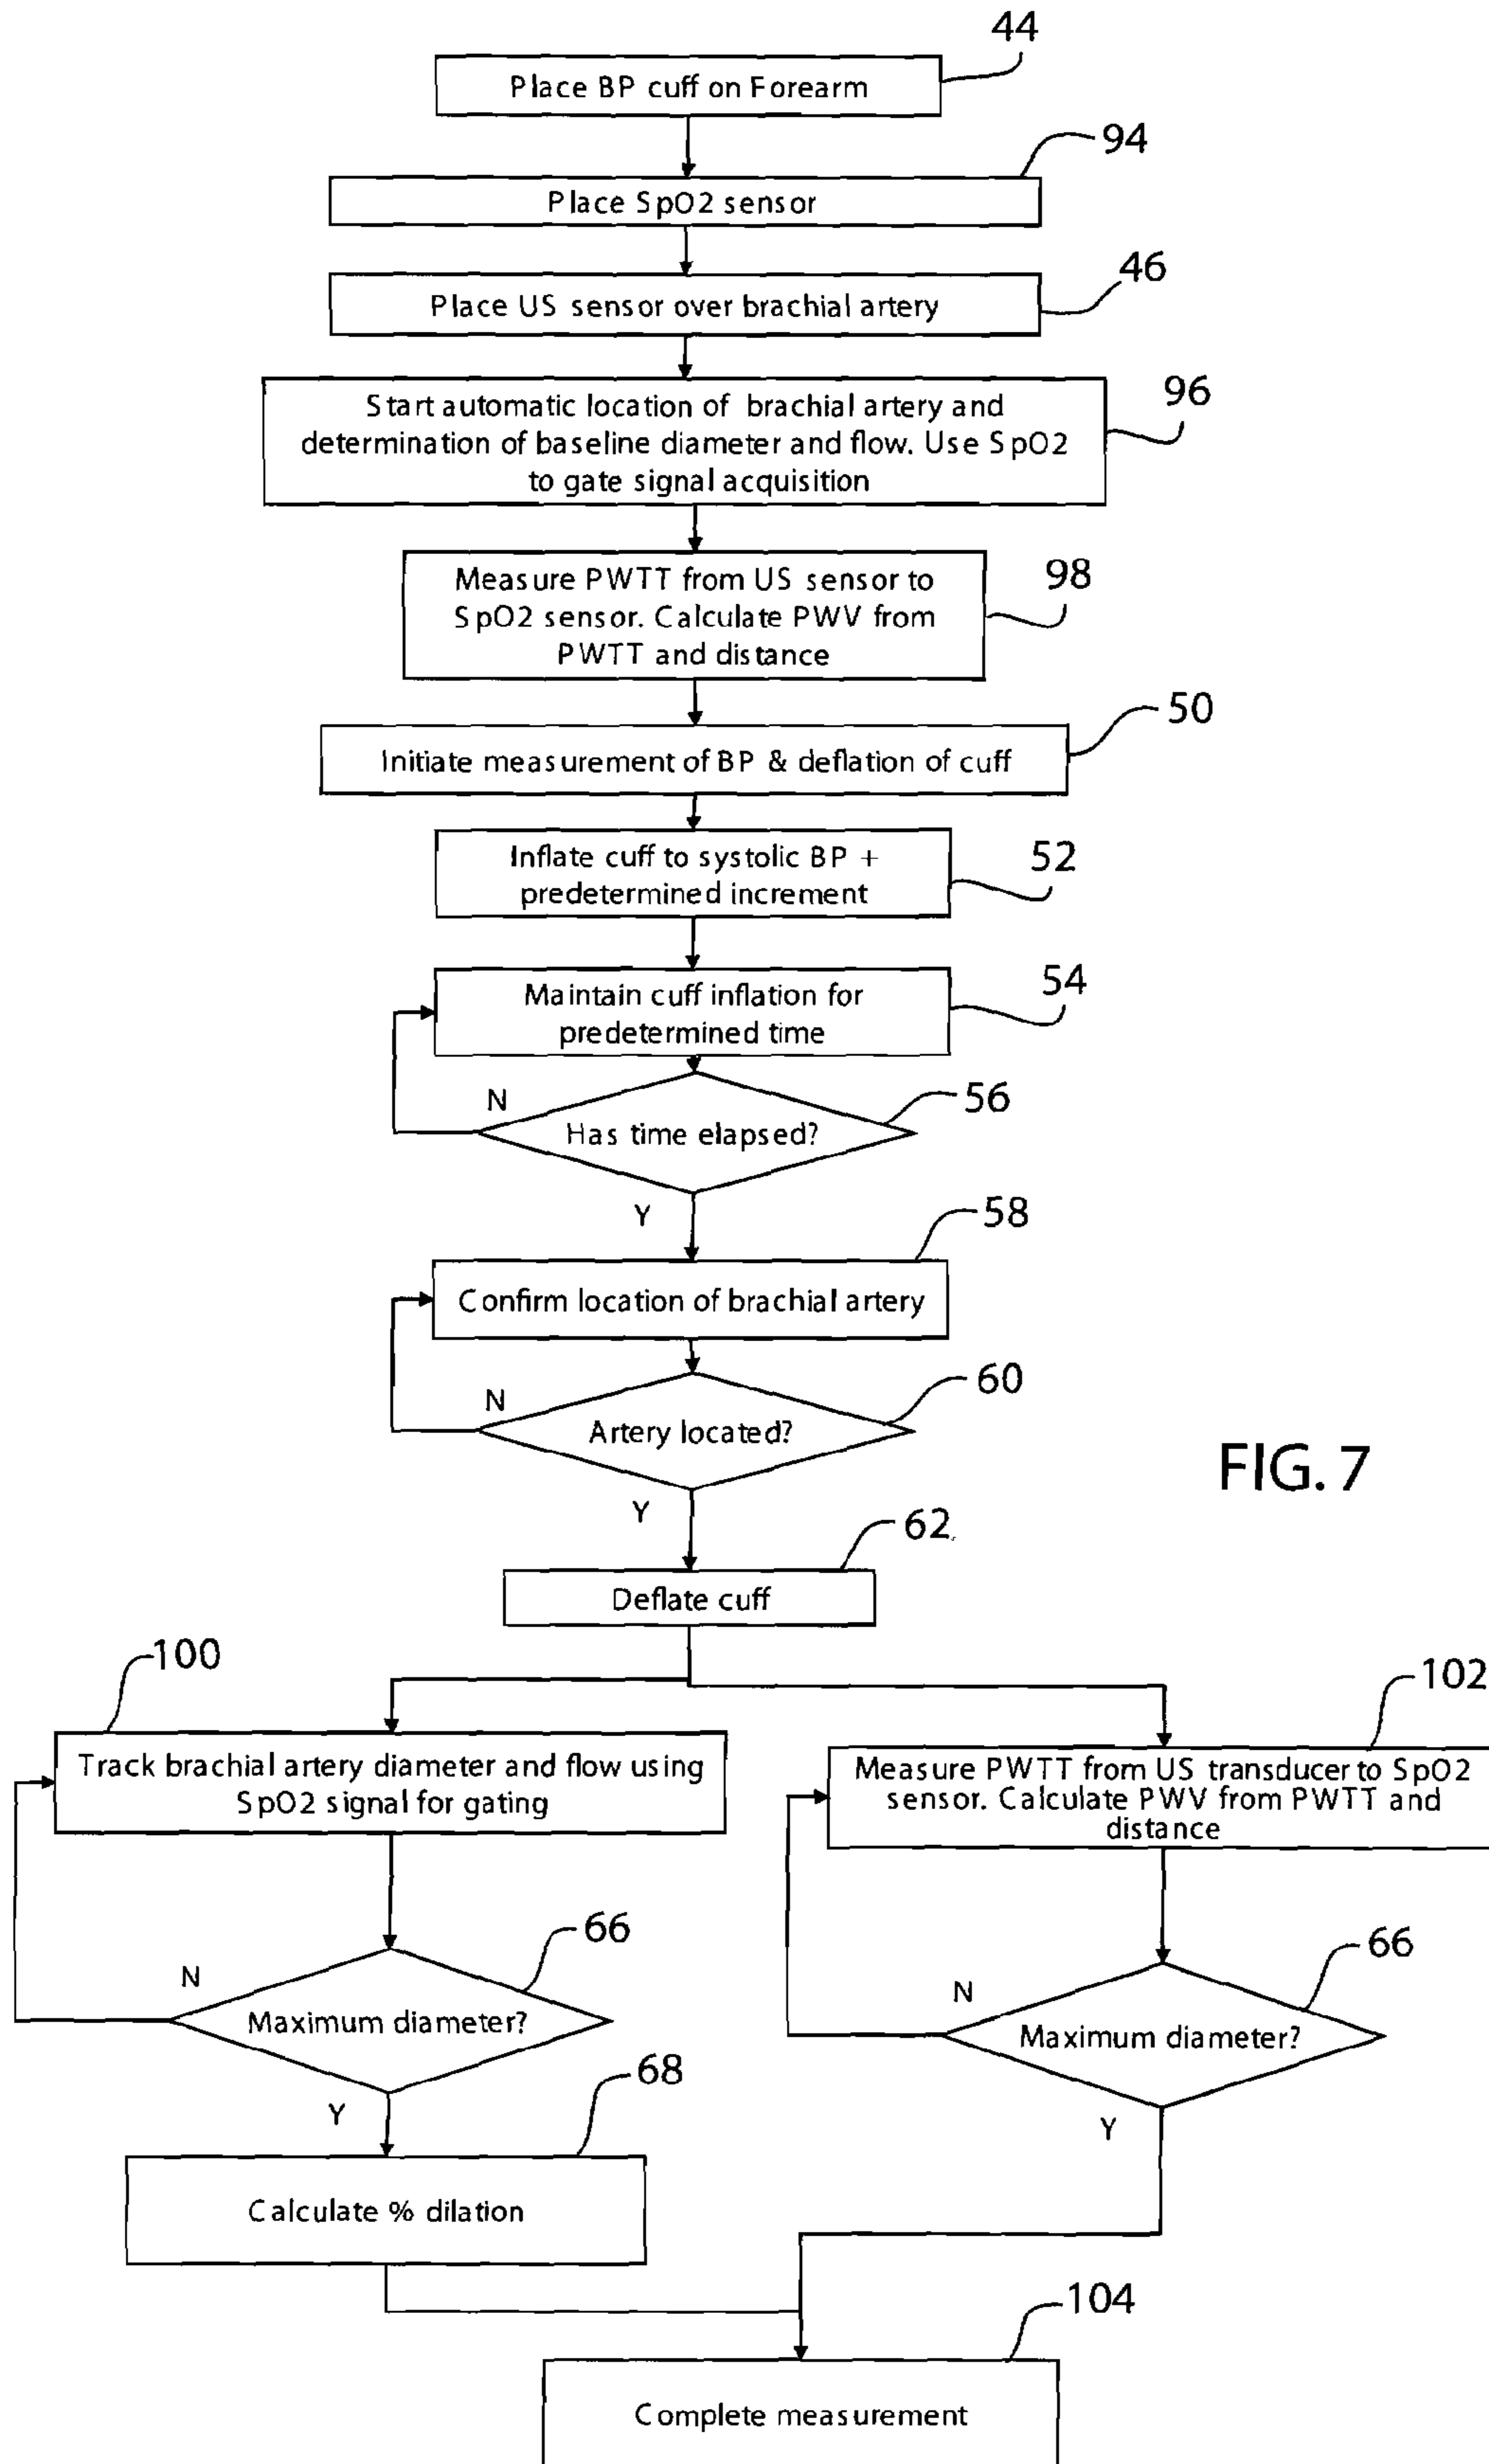 44
Place BP cuff on Forearm
94
Place SpO2 sensor
46
Place US sensor over brachial artery
96
Start automatic location of brachial artery and
determination of baseline diameter and flow. Use SpO2
to gate signal acquisition
98
Measure PWTT from US sensor to
SpO2 sensor. Calculate PWV from
PWTT and distance
50
Initiate measurement of BP & deflation of cuff
52
Inflate cuff to systolic BP +
predetermined increment
54
Maintain cuff inflation for
predetermined time
N
56
Has time elapsed?
Y
58
Confirm location of brachial artery
60
N
Artery located?
FIG. 7
Y
62
Deflate cuff
100
102
Track brachial artery diameter and flow using
SpO2 signal for gating
Measure PWTT from US transducer to SpO2
sensor. Calculate PWV from PWTT and
distance
66
66
N
N
Maximum diameter?
Maximum diameter?
68
Y
Y
Calculate % dilation
104
Complete measurement